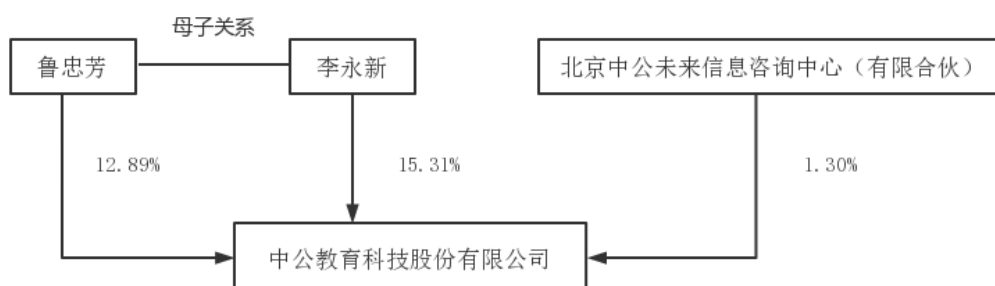 母子关系
鲁忠芳
李永新
北京中公未来信息咨询中心（有限合伙）
12.89%
15.31%
1.30%
中公教育科技股份有限公司